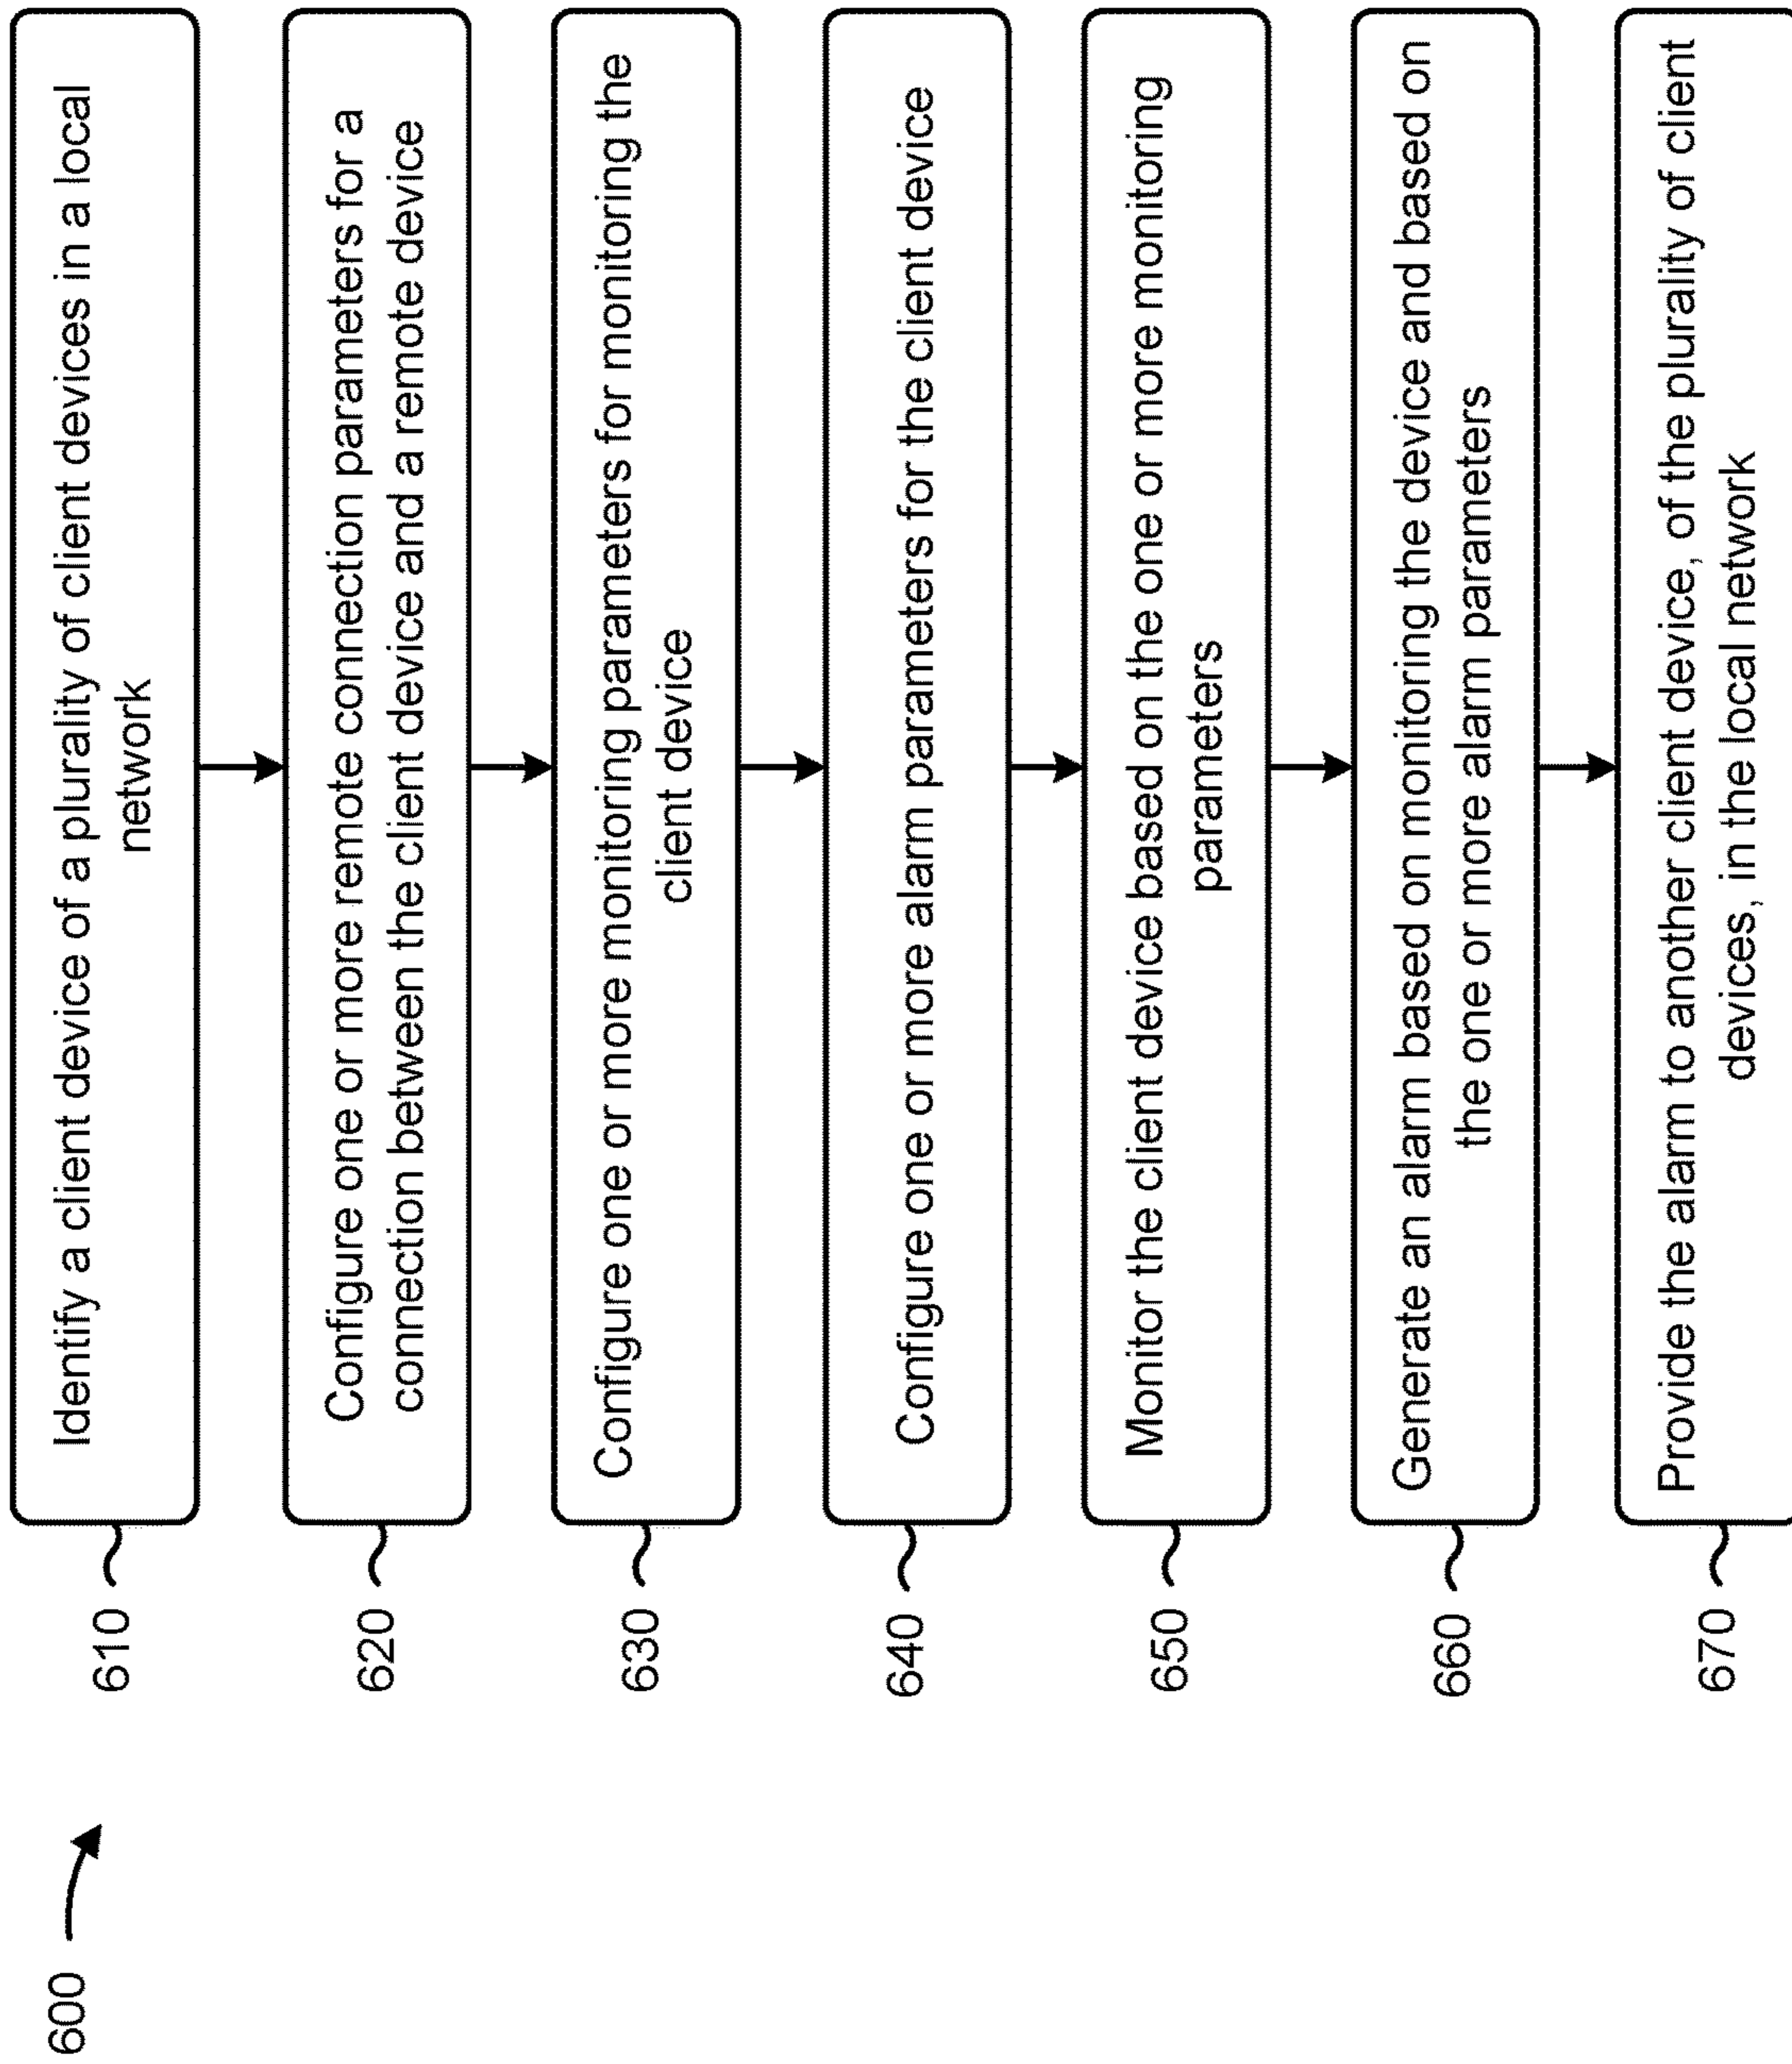 600
610
Identify a client device of a plurality of client devices in a local
network
620
Configure one or more remote connection parameters for a
connection between the client device and a remote device
630
Configure one or more monitoring parameters for monitoring the
client device
640
Configure one or more alarm parameters for the client device
650
Monitor the client device based on the one or more monitoring
parameters
660
Generate an alarm based on monitoring the device and based on
the one or more alarm parameters
670
Provide the alarm to another client device, of the plurality of client
devices, in the local network